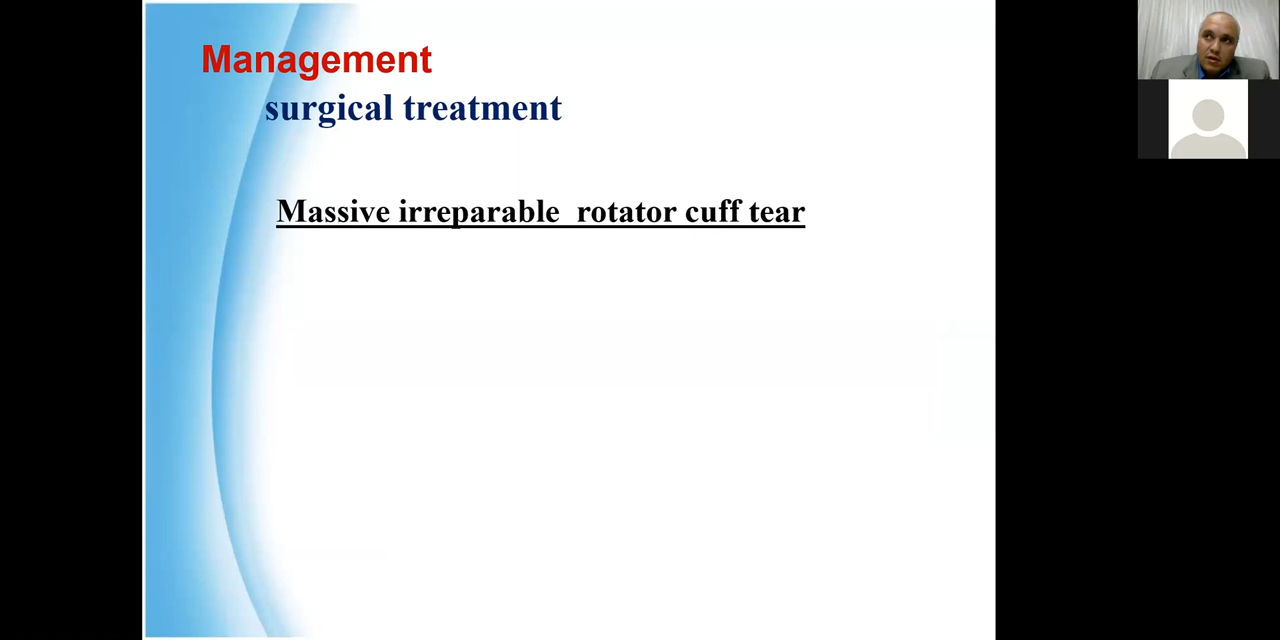 Management
surgical treatment
Massive irreparable  rotator cuff tear